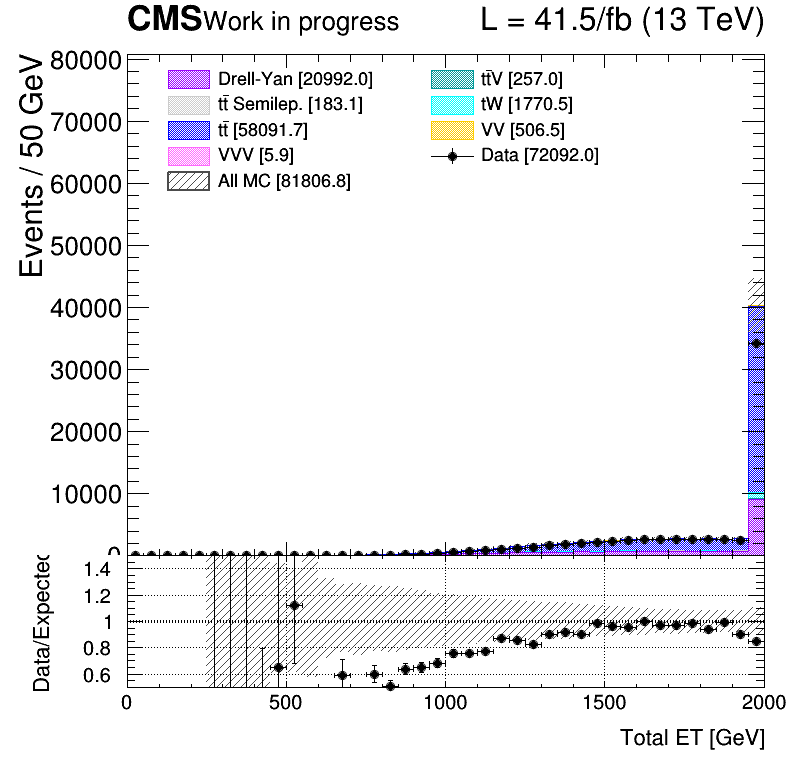 CMS Work in progress L = 41.5/fb (13 TeV)
Events / 50 GeV
80000
70000
60000
50000
40000
30000
20000
10000
0
Drell-Yan [20992.0]
tt̄ Semilep. [183.1]
tt̄ [58091.7]
VVV [5.9]
All MC [81806.8]
tt̄V [257.0]
tW [1770.5]
VV [506.5]
Data [72092.0]
Data/Expected
1.4
1.2
1
0.8
0.6
0 500 1000 1500 2000
Total ET [GeV]